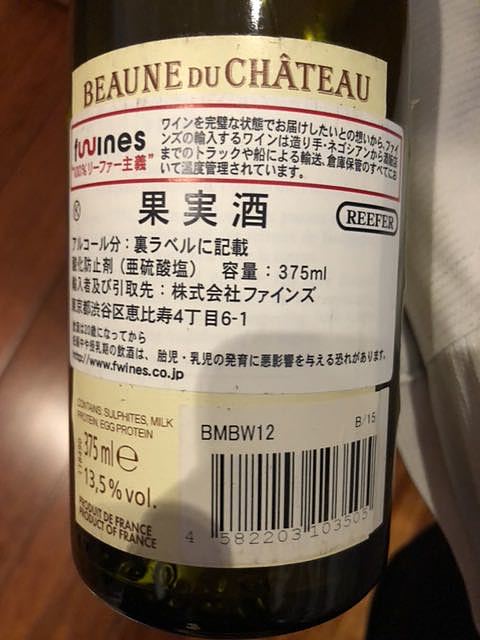 BEAUNE DU CHÂTEAU
fwines
"100%リーファー主義"
ワインを完璧な状態でお届けしたいとの想いから、ファイ
ンズの輸入するワインは造り手・ネゴシアンから酒販店
までのトラックや船による輸送、倉庫保管のすべてにお
いて温度管理されています。
果実酒
REEFER
アルコール分：裏ラベルに記載
酸化防止剤（亜硫酸塩） 容量：375ml
輸入者及び引取先：株式会社ファインズ
東京都渋谷区恵比寿4丁目6-1
飲酒は20歳になってから
妊娠中や授乳期の飲酒は、胎児・乳児の発育に悪影響を与える恐れがあります。
http://www.fwines.co.jp
CONTAINS: SULPHITES, MILK
PROTEIN, EGG PROTEIN
375 ml e
13,5 % vol.
PRODUIT DE FRANCE
PRODUCT OF FRANCE
BMBW12
B/15
4 582203 103505